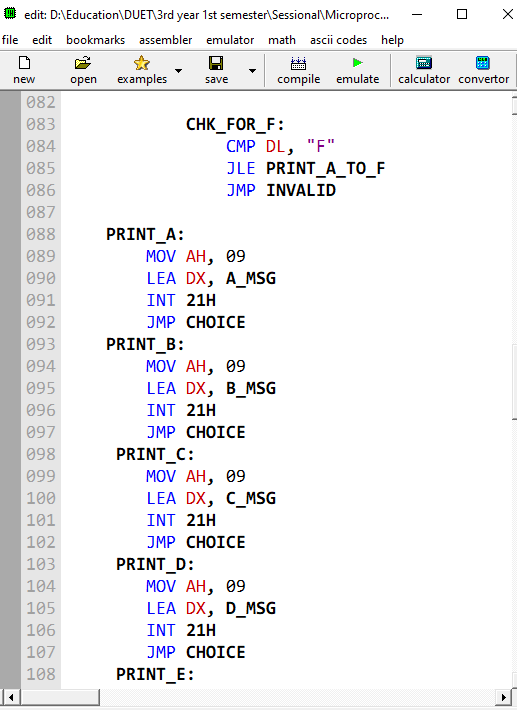 edit: D:\Education\DUET\3rd year 1st semester\Sessional\Microproc...
file edit bookmarks assembler emulator math ascii codes help
new open examples save compile emulate calculator convertor
082
083 CHK_FOR_F:
084 CMP DL, "F"
085 JLE PRINT_A_TO_F
086 JMP INVALID
087
088 PRINT_A:
089 MOV AH, 09
090 LEA DX, A_MSG
091 INT 21H
092 JMP CHOICE
093 PRINT_B:
094 MOV AH, 09
095 LEA DX, B_MSG
096 INT 21H
097 JMP CHOICE
098 PRINT_C:
099 MOV AH, 09
100 LEA DX, C_MSG
101 INT 21H
102 JMP CHOICE
103 PRINT_D:
104 MOV AH, 09
105 LEA DX, D_MSG
106 INT 21H
107 JMP CHOICE
108 PRINT_E: